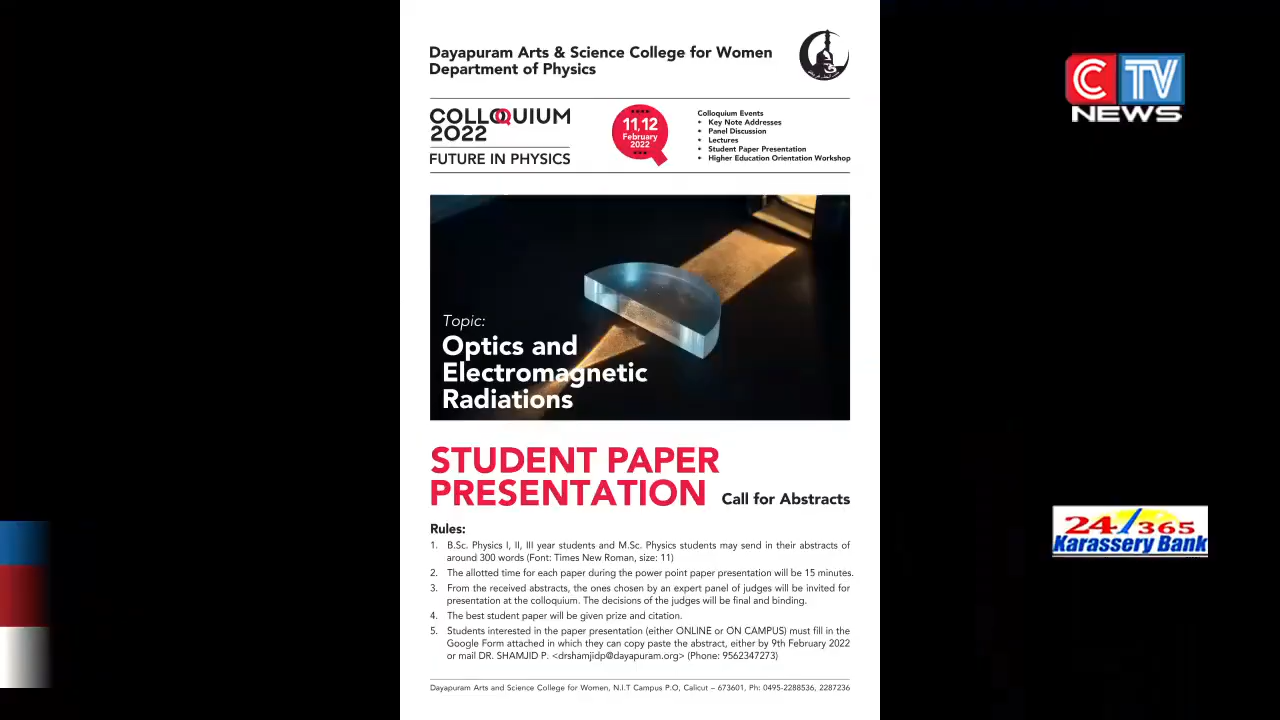 Dayapuram Arts & Science College for Women
Department of Physics
COLLOQUIUM
2022
FUTURE IN PHYSICS
11,12
February
2022
Colloquium Events
• Key Note Addresses
• Panel Discussion
• Lectures
• Student Paper Presentation
• Higher Education Orientation Workshop
CTV
NEWS
Topic:
Optics and
Electromagnetic
Radiations
STUDENT PAPER
PRESENTATION Call for Abstracts
Rules:
1. B.Sc. Physics I, II, III year students and M.Sc. Physics students may send in their abstracts of
around 300 words (Font: Times New Roman, size: 11)
2. The allotted time for each paper during the power point paper presentation will be 15 minutes.
3. From the received abstracts, the ones chosen by an expert panel of judges will be invited for
presentation at the colloquium. The decisions of the judges will be final and binding.
4. The best student paper will be given prize and citation.
5. Students interested in the paper presentation (either ONLINE or ON CAMPUS) must fill in the
Google Form attached in which they can copy paste the abstract, either by 9th February 2022
or mail DR. SHAMJID P. <drshamjidp@dayapuram.org> (Phone: 9562347273)
Dayapuram Arts and Science College for Women, N.I.T Campus P.O, Calicut – 673601, Ph: 0495-2288536, 2287236
24/365
Karassery Bank